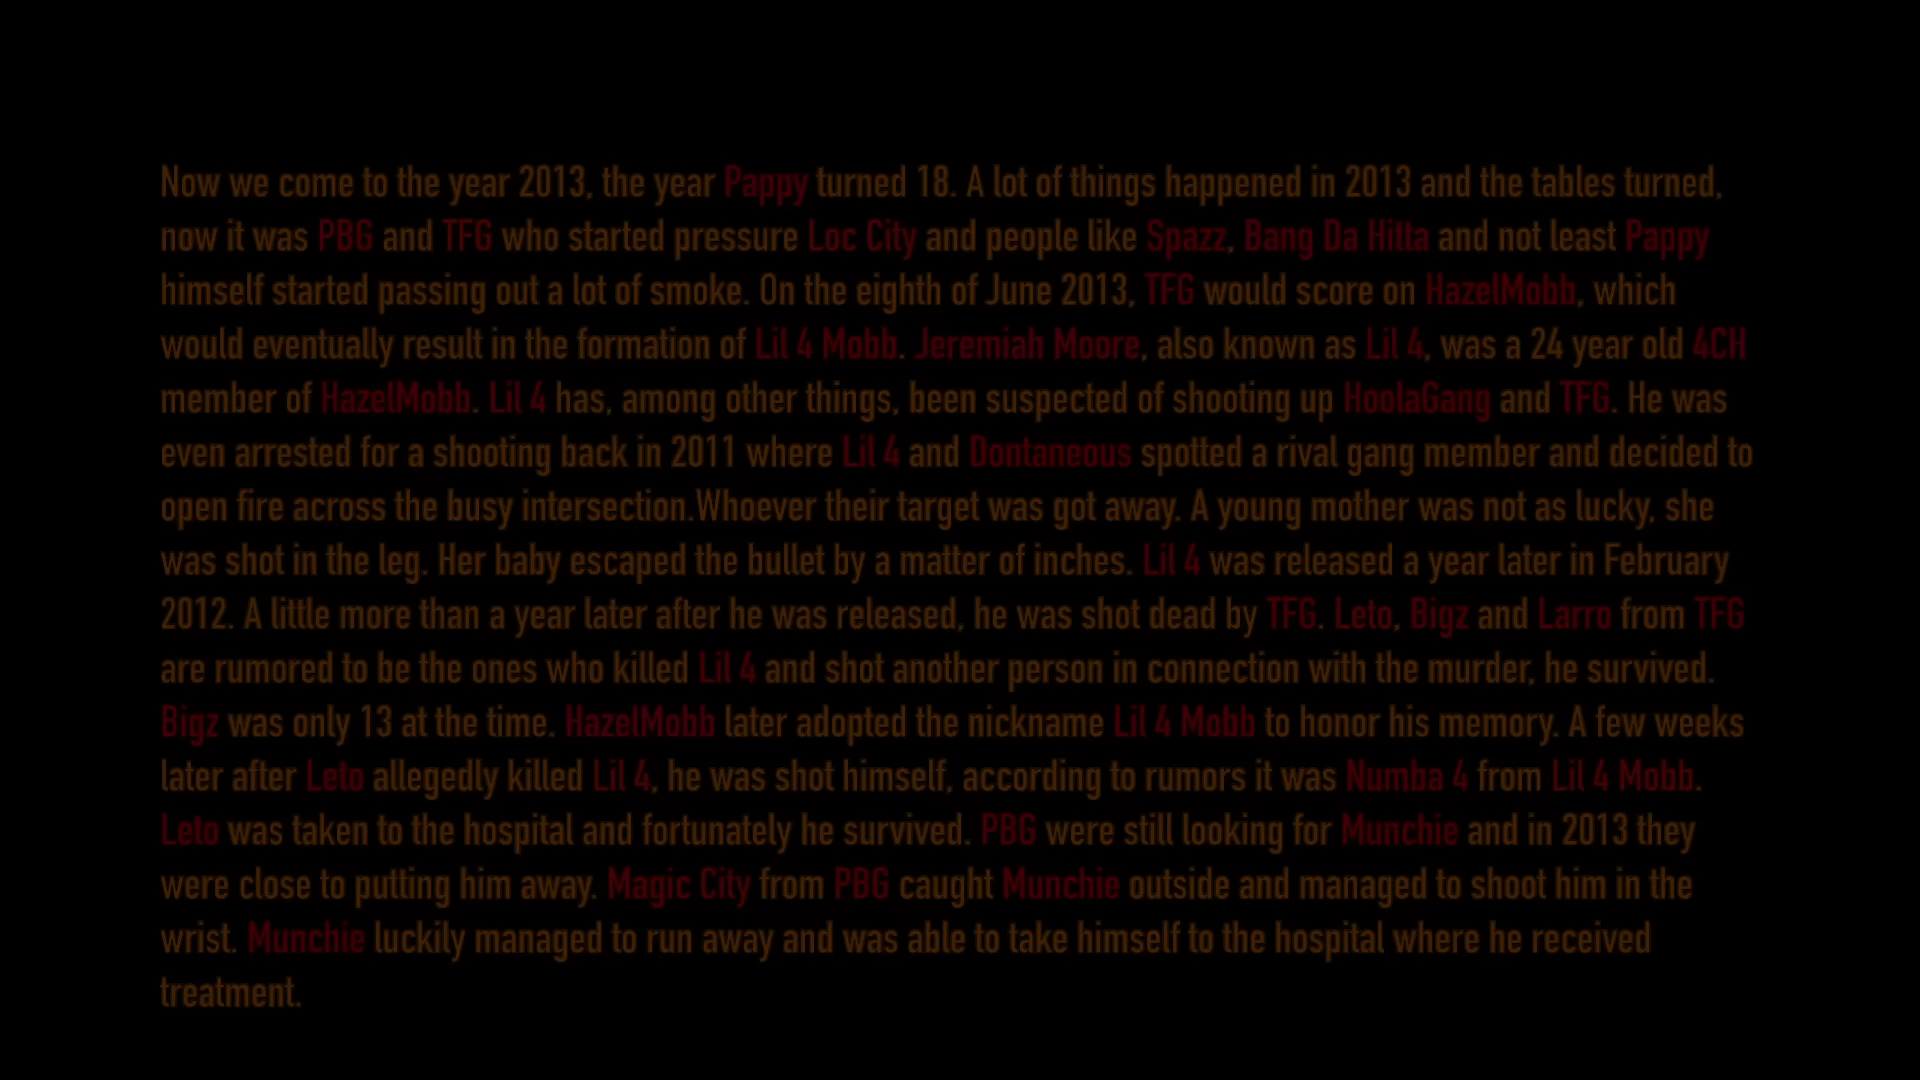 Now we come to the year 2013, the year Pappy turned 18. A lot of things happened in 2013 and the tables turned,
now it was PBG and TFG who started pressure Loc City and people like Spazz, Bang Da Hitta and not least Pappy
himself started passing out a lot of smoke. On the eighth of June 2013, TFG would score on HazelMobb, which
would eventually result in the formation of Lil 4 Mobb. Jeremiah Moore, also known as Lil 4, was a 24 year old 4CH
member of HazelMobb. Lil 4 has, among other things, been suspected of shooting up HoolaGang and TFG. He was
even arrested for a shooting back in 2011 where Lil 4 and Dontaneous spotted a rival gang member and decided to
open fire across the busy intersection.Whoever their target was got away. A young mother was not as lucky, she
was shot in the leg. Her baby escaped the bullet by a matter of inches. Lil 4 was released a year later in February
2012. A little more than a year later after he was released, he was shot dead by TFG. Leto, Bigz and Larro from TFG
are rumored to be the ones who killed Lil 4 and shot another person in connection with the murder, he survived.
Bigz was only 13 at the time. HazelMobb later adopted the nickname Lil 4 Mobb to honor his memory. A few weeks
later after Leto allegedly killed Lil 4, he was shot himself, according to rumors it was Numba 4 from Lil 4 Mobb.
Leto was taken to the hospital and fortunately he survived. PBG were still looking for Munchie and in 2013 they
were close to putting him away. Magic City from PBG caught Munchie outside and managed to shoot him in the
wrist. Munchie luckily managed to run away and was able to take himself to the hospital where he received
treatment.